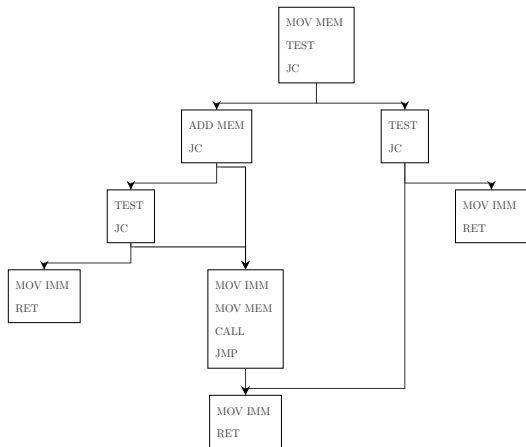 MOV MEM
TEST
JC
ADD MEM
JC
TEST
JC
TEST
JC
MOV IMM
RET
MOV IMM
RET
MOV IMM
MOV MEM
CALL
JMP
MOV IMM
RET